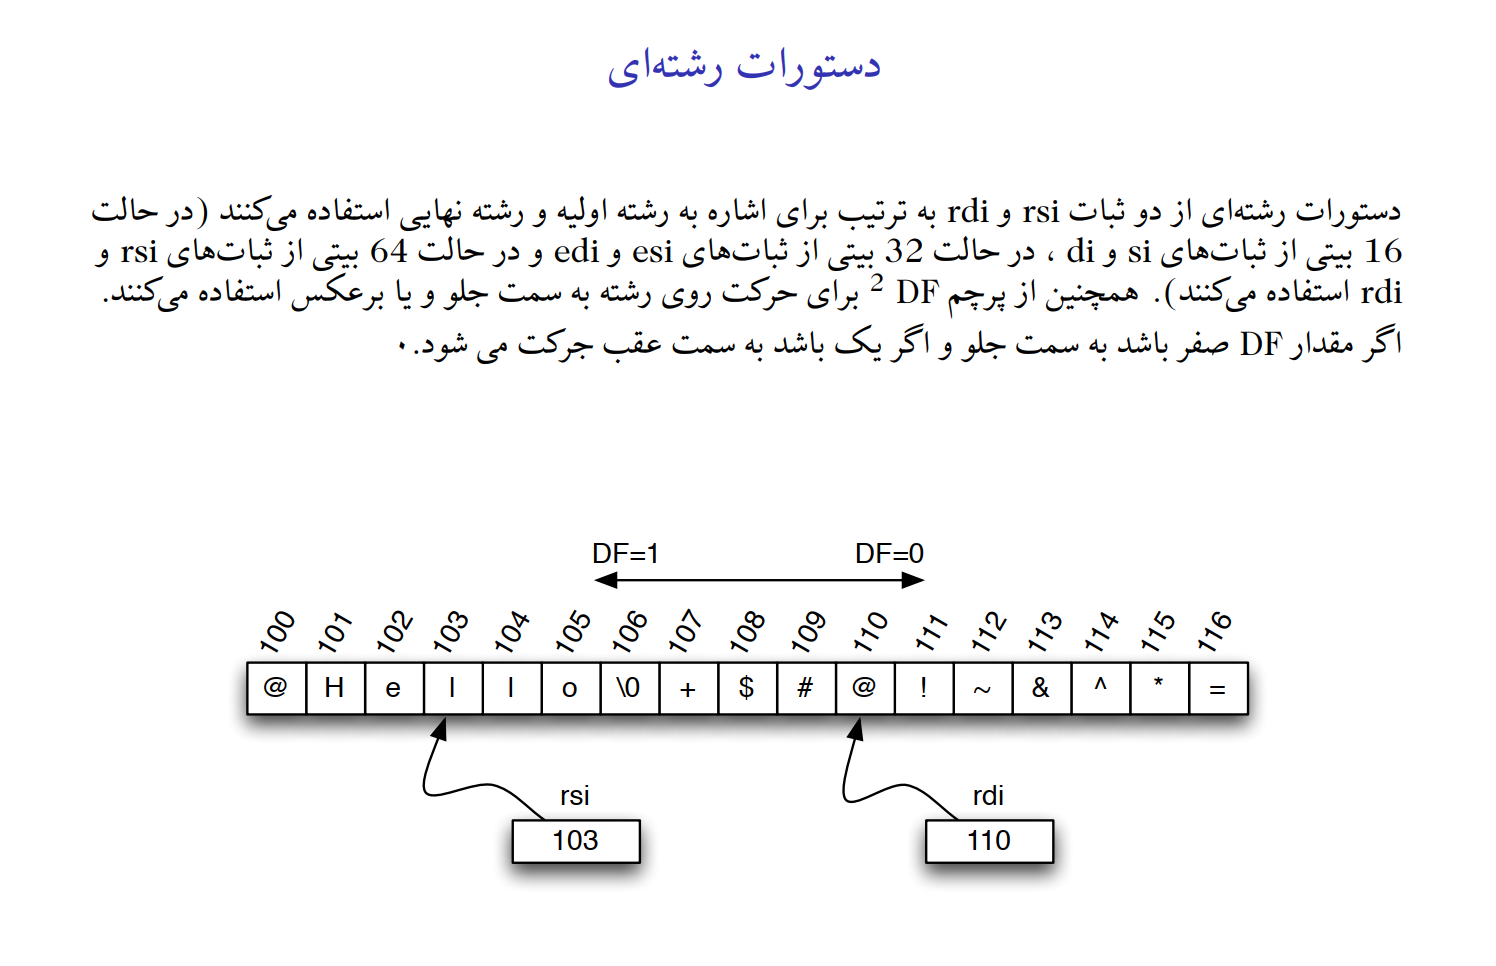 دستورات رشته‌ای
دستورات رشته‌ای از دو ثبات rsi و rdi به ترتیب برای اشاره به رشته اولیه و رشته نهایی استفاده می‌کنند (در حالت
16 بیتی از ثبات‌های si و di ، در حالت 32 بیتی از ثبات‌های esi و edi و در حالت 64 بیتی از ثبات‌های rsi و
rdi استفاده می‌کنند). همچنین از پرچم DF 2 برای حرکت روی رشته به سمت جلو و یا برعکس استفاده می‌کنند.
اگر مقدار DF صفر باشد به سمت جلو و اگر یک باشد به سمت عقب جرکت می شود.۰
DF=1 DF=0
100 101 102 103 104 105 106 107 108 109 110 111 112 113 114 115 116
@ H e l l o \0 + $ # @ ! ~ & ^ * =
rsi rdi
103 110